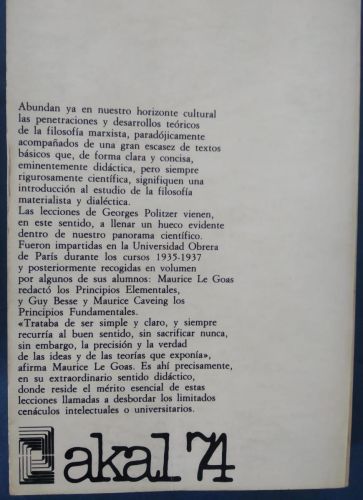 Abundan ya en nuestro horizonte cultural
las penetraciones y desarrollos teóricos
de la filosofía marxista, paradójicamente
acompañados de una gran escasez de textos
básicos que, de forma clara y concisa,
eminentemente didáctica, pero siempre
rigurosamente científica, signifiquen una
introducción al estudio de la filosofía
materialista y dialéctica.
Las lecciones de Georges Politzer vienen,
en este sentido, a llenar un hueco evidente
dentro de nuestro panorama científico.
Fueron impartidas en la Universidad Obrera
de París durante los cursos 1935-1937
y posteriormente recogidas en volumen
por algunos de sus alumnos: Maurice Le Goas
redactó los Principios Elementales,
y Guy Besse y Maurice Caveing los
Principios Fundamentales.
«Trataba de ser simple y claro, y siempre
recurría al buen sentido, sin sacrificar nunca,
sin embargo, la precisión y la verdad
de las ideas y de las teorías que exponía»,
afirma Maurice Le Goas. Es ahí precisamente,
en su extraordinario sentido didáctico,
donde reside el mérito esencial de estas
lecciones llamadas a desbordar los limitados
cenáculos intelectuales o universitarios.
akal 74